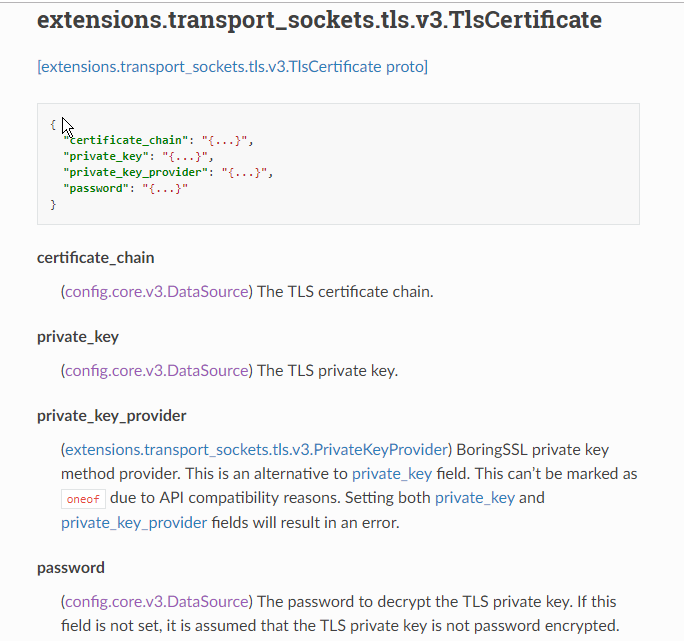 extensions.transport_sockets.tls.v3.TlsCertificate
[extensions.transport_sockets.tls.v3.TlsCertificate proto]
{
"certificate_chain": "{...}",
"private_key": "{...}",
"private_key_provider": "{...}",
"password": "{...}"
}
certificate_chain
(config.core.v3.DataSource) The TLS certificate chain.
private_key
(config.core.v3.DataSource) The TLS private key.
private_key_provider
(extensions.transport_sockets.tls.v3.PrivateKeyProvider) BoringSSL private key
method provider. This is an alternative to private_key field. This can’t be marked as
oneof due to API compatibility reasons. Setting both private_key and
private_key_provider fields will result in an error.
password
(config.core.v3.DataSource) The password to decrypt the TLS private key. If this
field is not set, it is assumed that the TLS private key is not password encrypted.